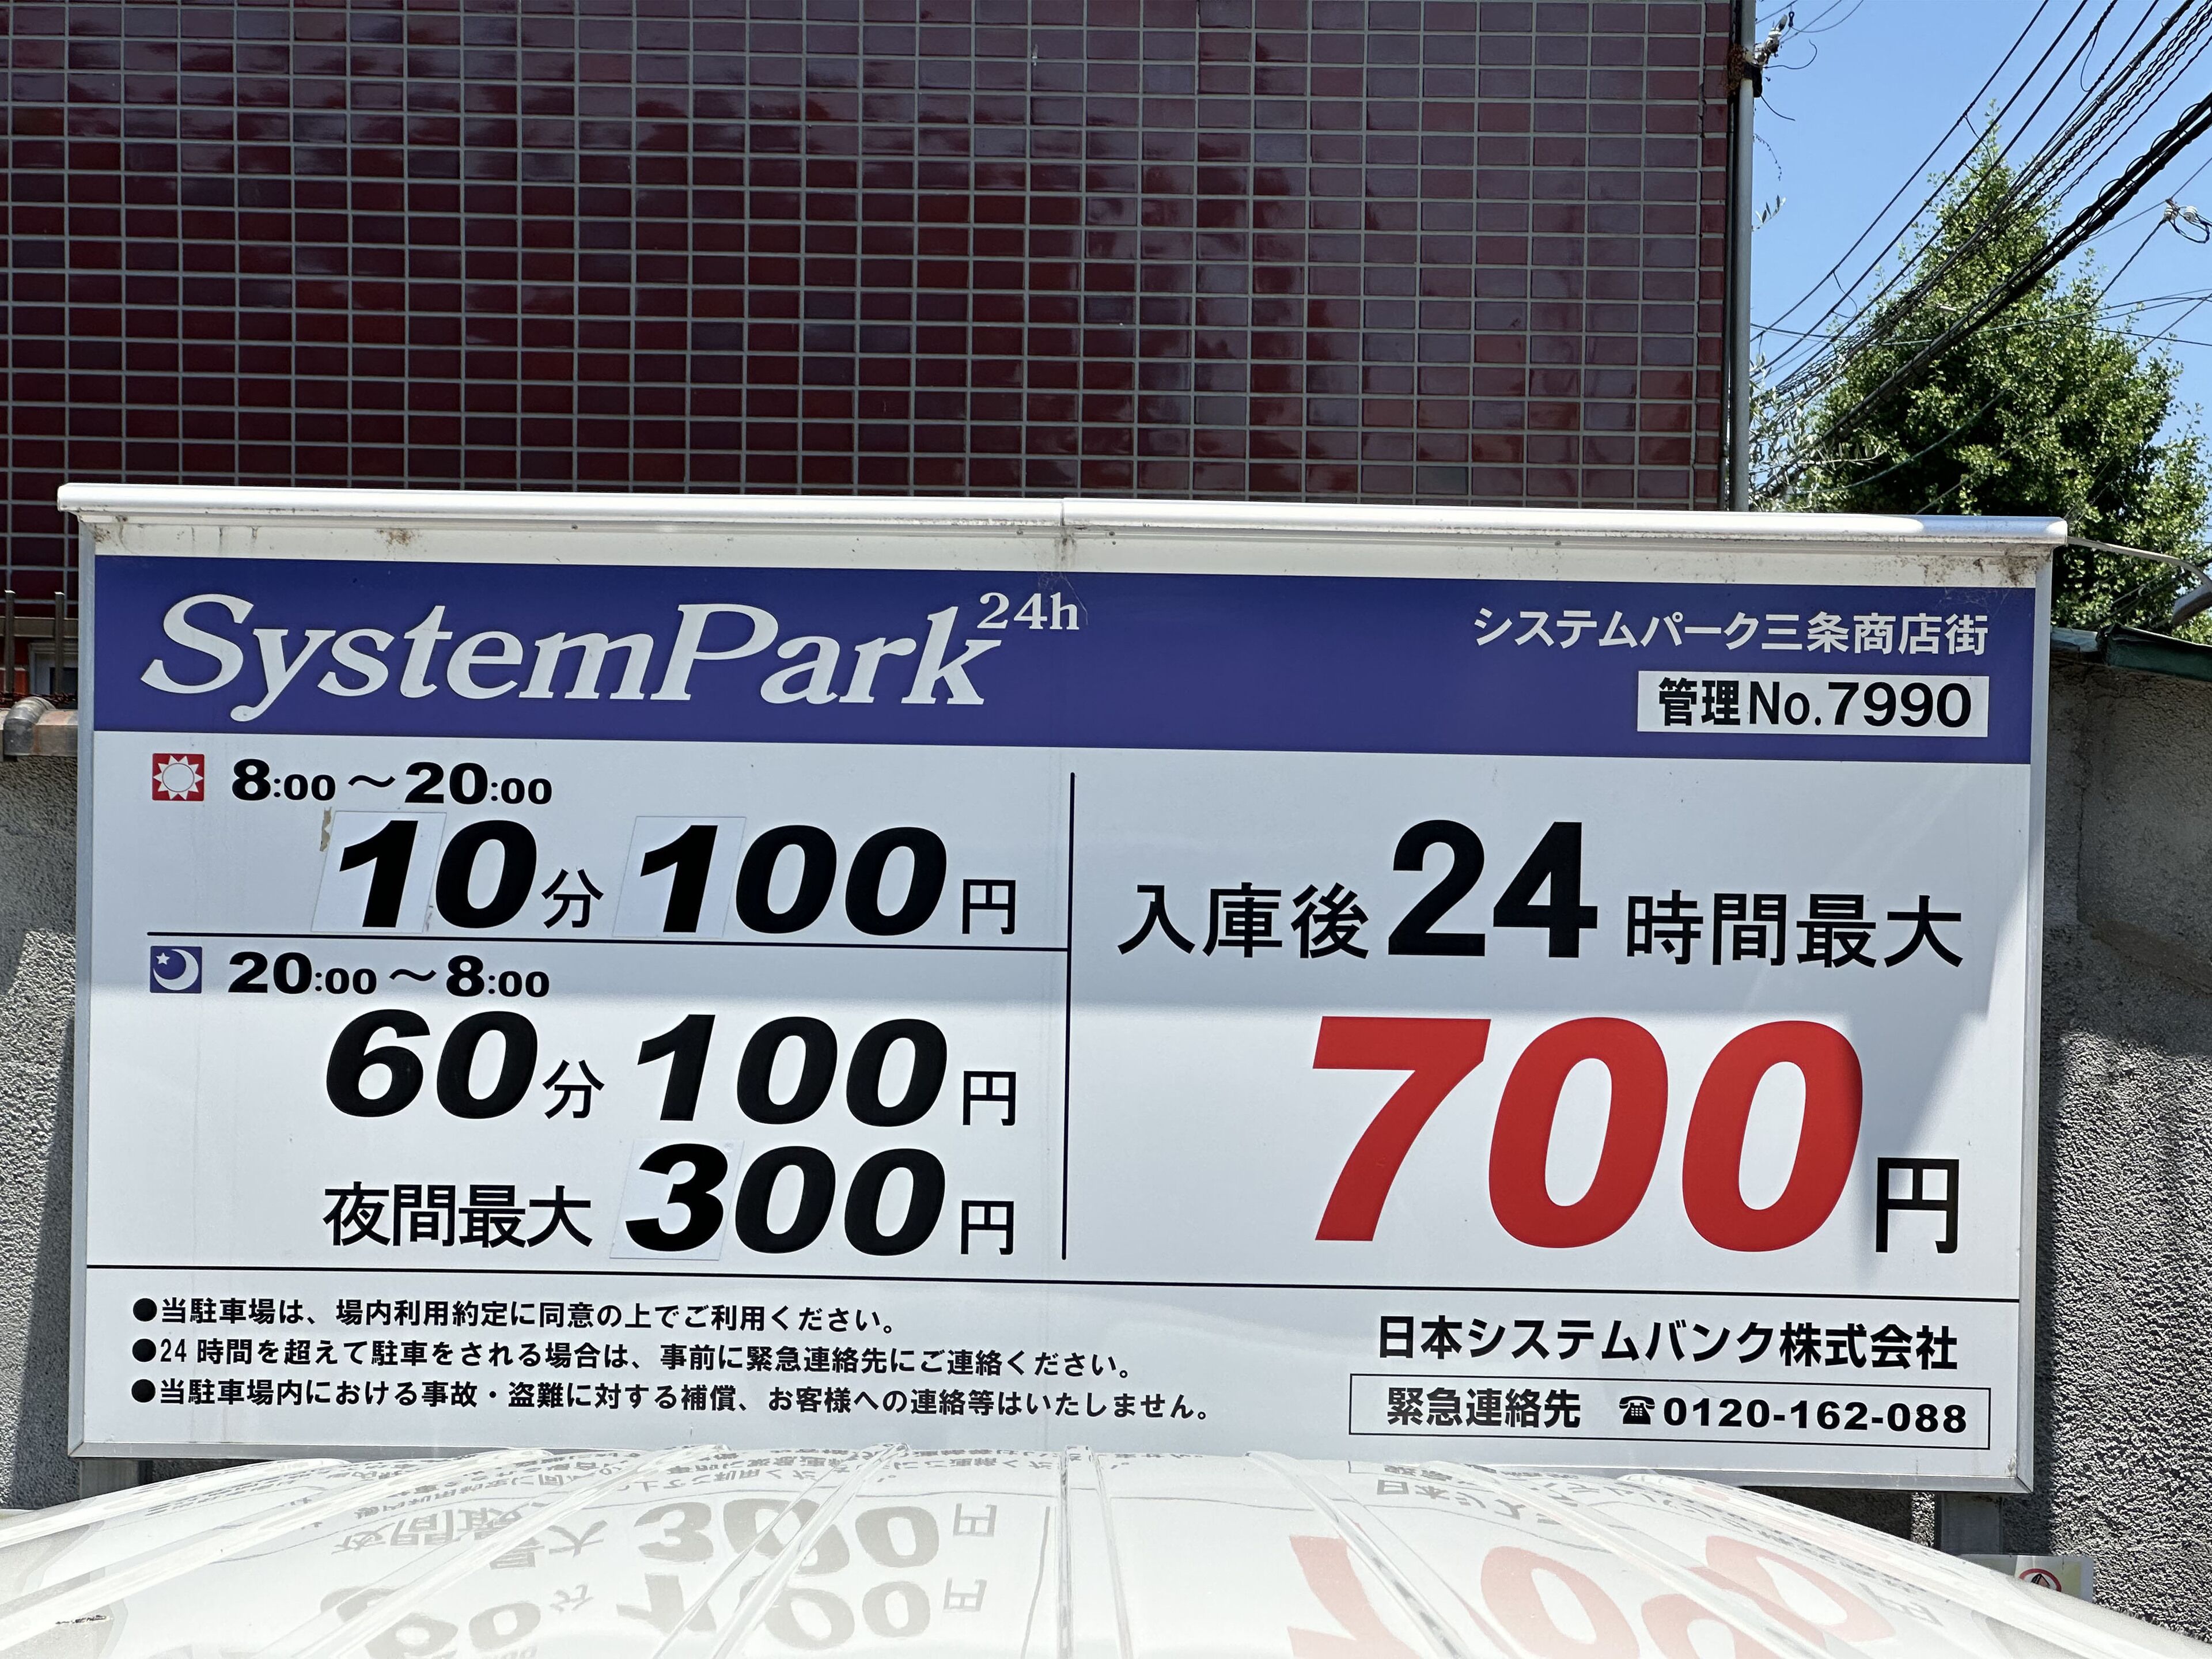 SystemPark24h
システムパーク三条商店街
管理No.7990
8:00～20:00
10分 100円
20:00～8:00
60分 100円
夜間最大 300円
入庫後24時間最大
700円
●当駐車場は、場内利用約定に同意の上でご利用ください。
●24時間を超えて駐車をされる場合は、事前に緊急連絡先にご連絡ください。
●当駐車場内における事故・盗難に対する補償、お客様への連絡等はいたしません。
日本システムバンク株式会社
緊急連絡先 ☎0120-162-088